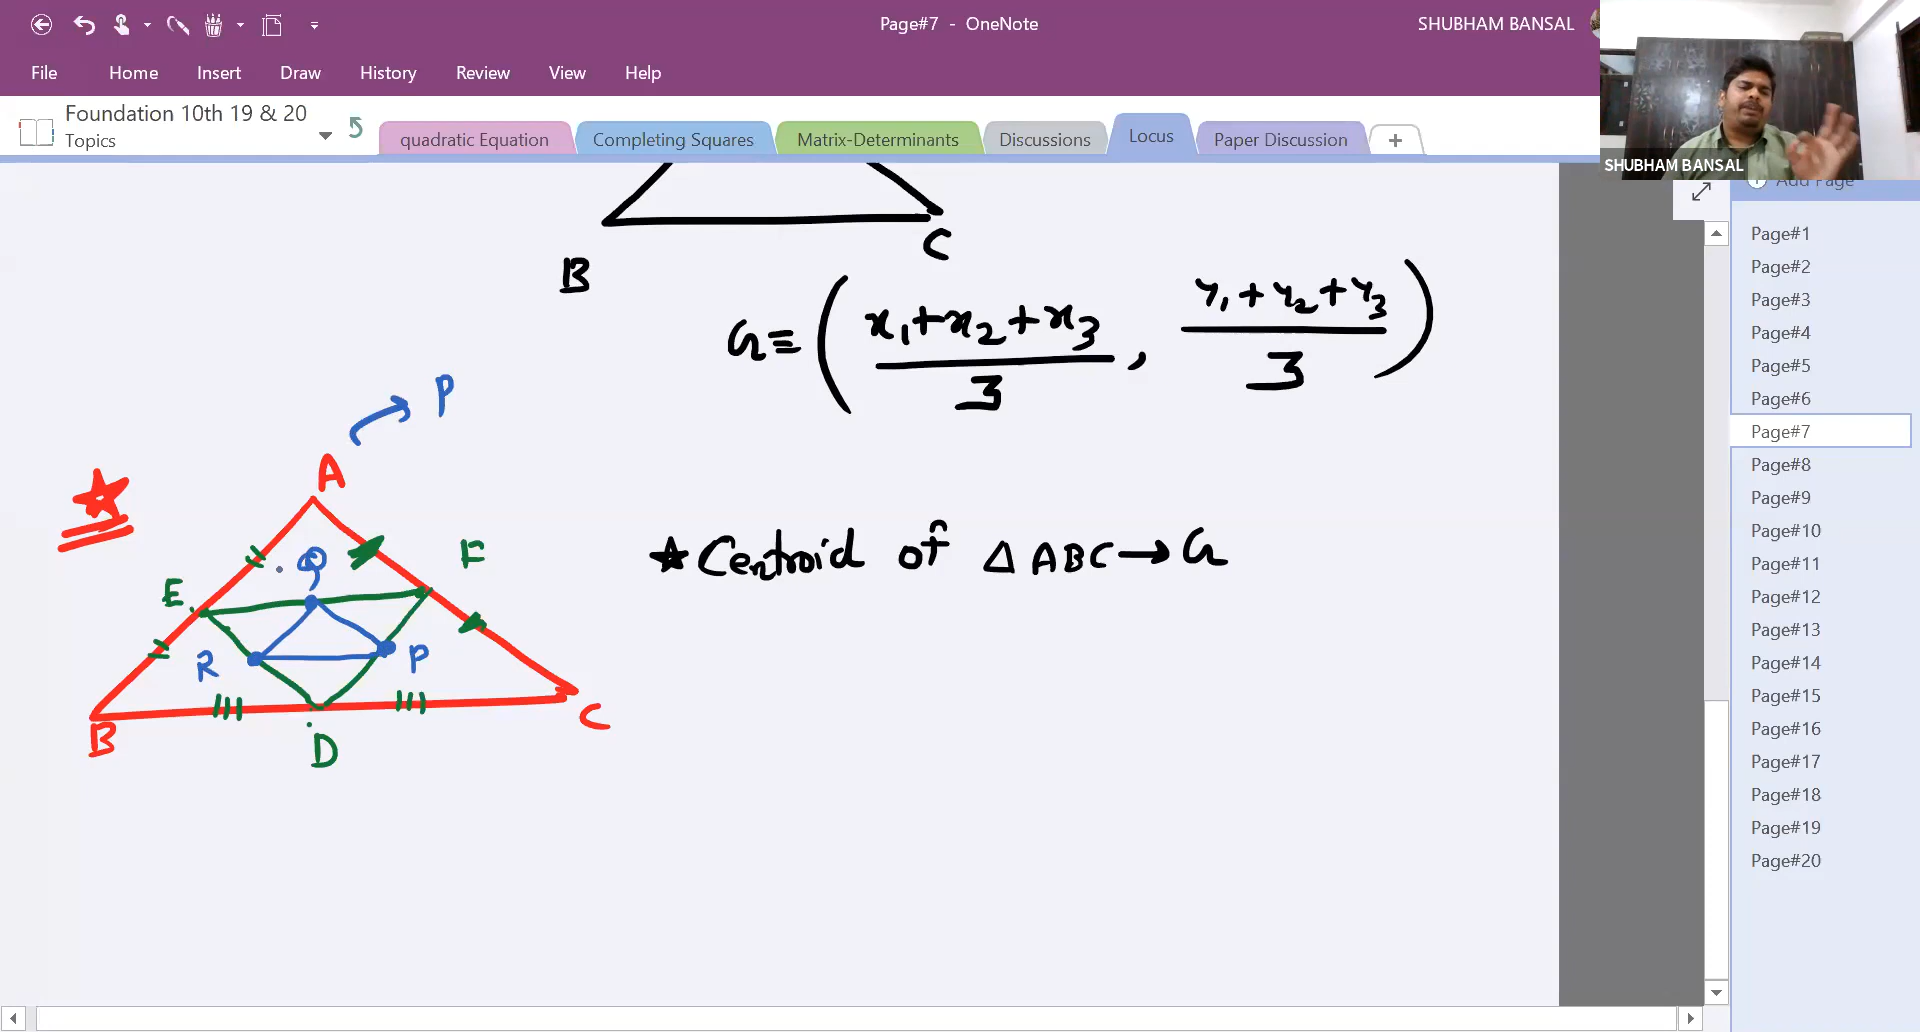 Page#7 - OneNote
SHUBHAM BANSAL
File Home Insert Draw History Review View Help
Foundation 10th 19 & 20
Topics
quadratic Equation Completing Squares Matrix-Determinants Discussions Locus Paper Discussion +
SHUBHAM BANSAL
Add Page
Page#1
Page#2
Page#3
Page#4
Page#5
Page#6
Page#7
Page#8
Page#9
Page#10
Page#11
Page#12
Page#13
Page#14
Page#15
Page#16
Page#17
Page#18
Page#19
Page#20
B C
G ≡ ( x₁+x₂+x₃ / 3 , y₁+y₂+y₃ / 3 )
P
A
★ Centroid of Δ ABC → G
E Q F
R P
B D C